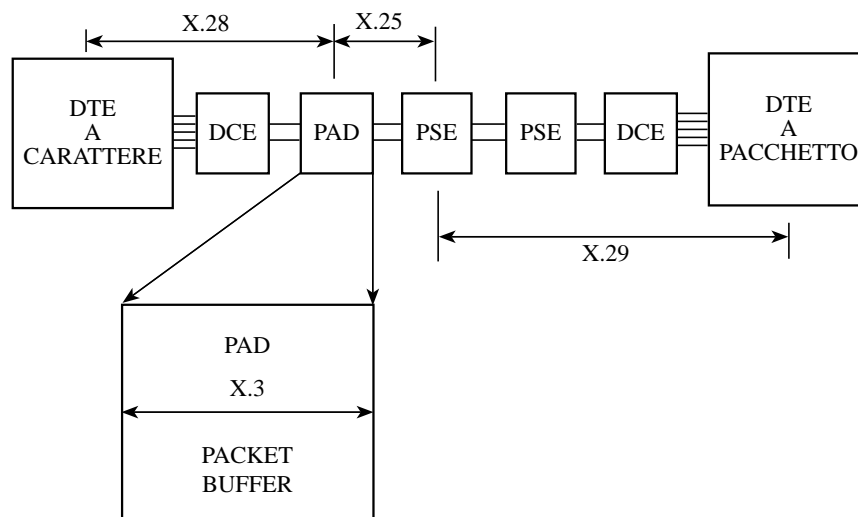 X.28
X.25
DTE
A
CARATTERE
DCE
PAD
PSE
PSE
DCE
DTE
A
PACCHETTO
X.29
PAD
X.3
PACKET
BUFFER